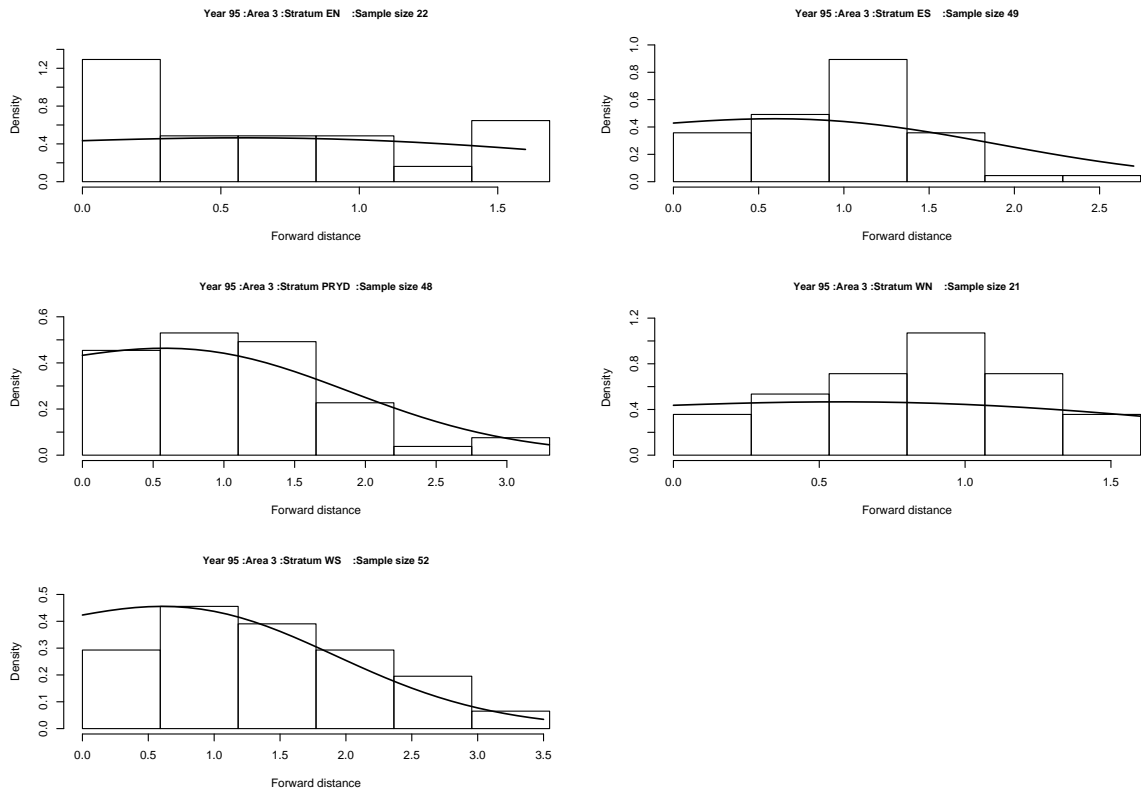 Year 95 :Area 3 :Stratum EN :Sample size 22
Density
0.0 0.4 0.8 1.2
0.0 0.5 1.0 1.5
Forward distance
Year 95 :Area 3 :Stratum ES :Sample size 49
Density
0.0 0.2 0.4 0.6 0.8 1.0
0.0 0.5 1.0 1.5 2.0 2.5
Forward distance
Year 95 :Area 3 :Stratum PRYD :Sample size 48
Density
0.0 0.2 0.4 0.6
0.0 0.5 1.0 1.5 2.0 2.5 3.0
Forward distance
Year 95 :Area 3 :Stratum WN :Sample size 21
Density
0.0 0.4 0.8 1.2
0.0 0.5 1.0 1.5
Forward distance
Year 95 :Area 3 :Stratum WS :Sample size 52
Density
0.0 0.1 0.2 0.3 0.4 0.5
0.0 0.5 1.0 1.5 2.0 2.5 3.0 3.5
Forward distance